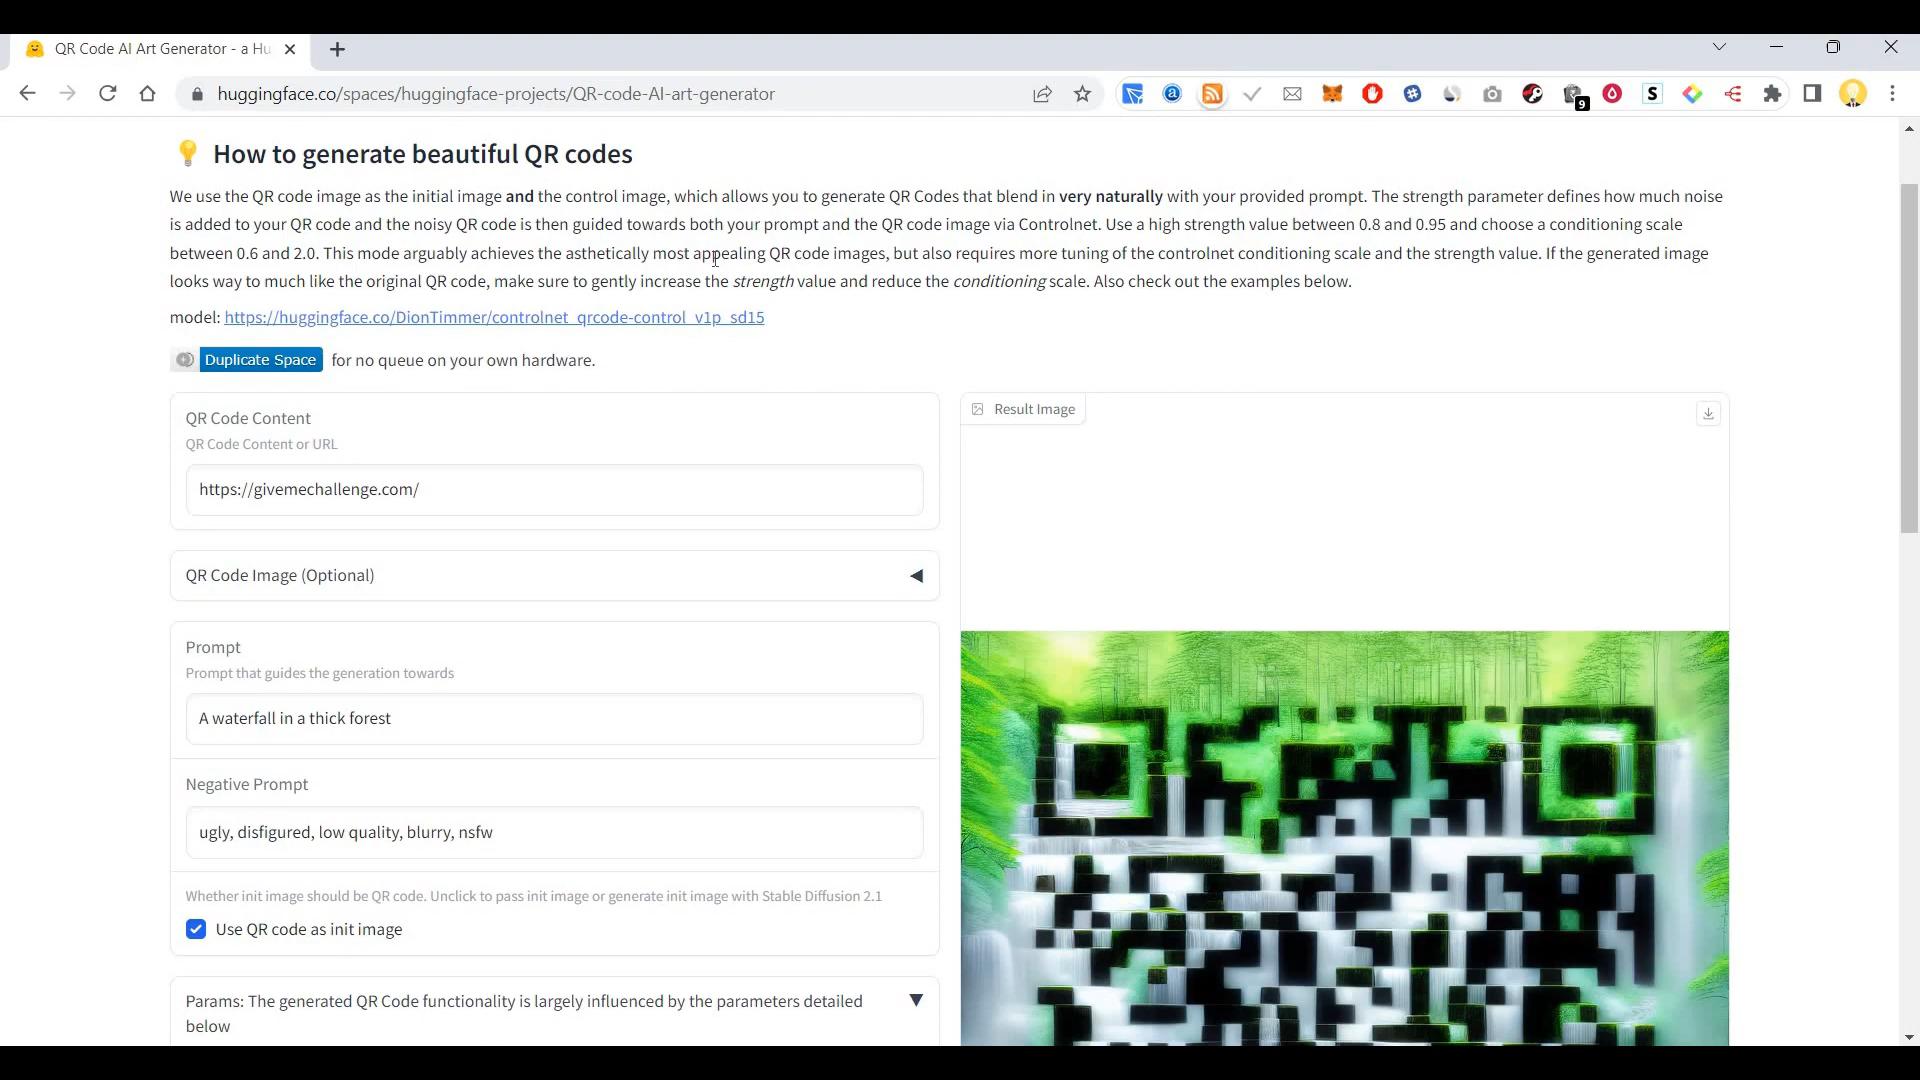 QR Code AI Art Generator - a Hu
huggingface.co/spaces/huggingface-projects/QR-code-AI-art-generator
9
S
How to generate beautiful QR codes
We use the QR code image as the initial image and the control image, which allows you to generate QR Codes that blend in very naturally with your provided prompt. The strength parameter defines how much noise
is added to your QR code and the noisy QR code is then guided towards both your prompt and the QR code image via Controlnet. Use a high strength value between 0.8 and 0.95 and choose a conditioning scale
between 0.6 and 2.0. This mode arguably achieves the asthetically most appealing QR code images, but also requires more tuning of the controlnet conditioning scale and the strength value. If the generated image
looks way to much like the original QR code, make sure to gently increase the strength value and reduce the conditioning scale. Also check out the examples below.
model: https://huggingface.co/DionTimmer/controlnet_qrcode-control_v1p_sd15
Duplicate Space for no queue on your own hardware.
QR Code Content
QR Code Content or URL
https://givemechallenge.com/
QR Code Image (Optional)
Prompt
Prompt that guides the generation towards
A waterfall in a thick forest
Negative Prompt
ugly, disfigured, low quality, blurry, nsfw
Whether init image should be QR code. Unclick to pass init image or generate init image with Stable Diffusion 2.1
Use QR code as init image
Params: The generated QR Code functionality is largely influenced by the parameters detailed
below
Result Image